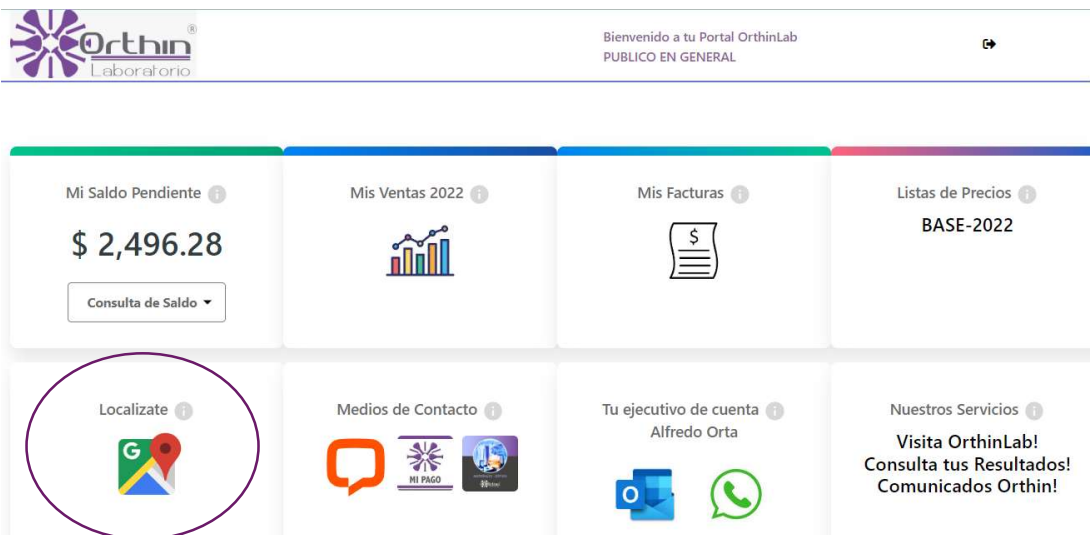 Orthin®
Laboratorio
Bienvenido a tu Portal OrthinLab
PUBLICO EN GENERAL
Mi Saldo Pendiente
$ 2,496.28
Consulta de Saldo
Mis Ventas 2022
Mis Facturas
$
Listas de Precios
BASE-2022
Localizate
G
Medios de Contacto
MI PAGO
Tu ejecutivo de cuenta
Alfredo Orta
O
Nuestros Servicios
Visita OrthinLab!
Consulta tus Resultados!
Comunicados Orthin!